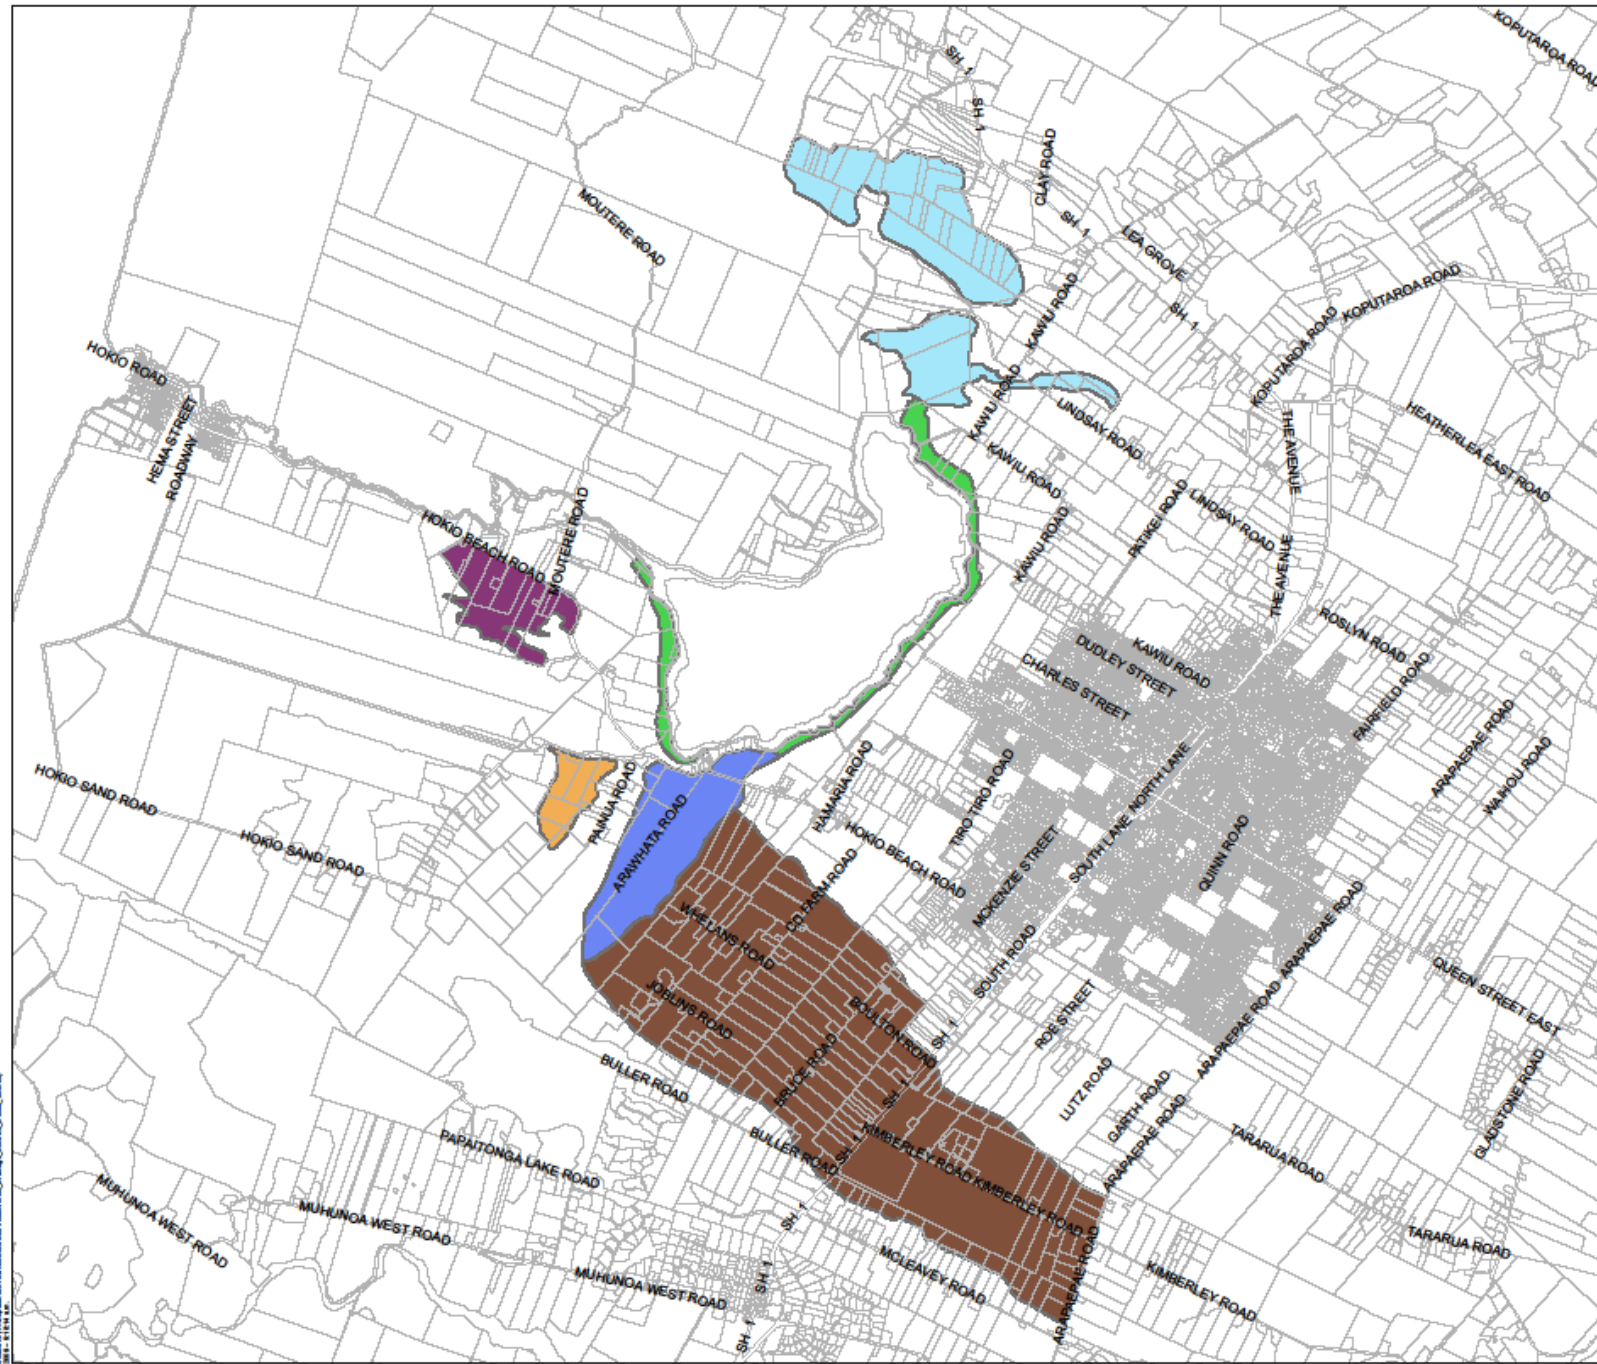 KOPUTAROA ROAD
SH 1
SH 1
CLAY ROAD
MOUTERE ROAD
SH 1
LEA GROVE
KOPUTAROA ROAD
KAWIU ROAD
SH 1
KOPUTAROA ROAD
HOKIO ROAD
KAWIU ROAD
LINDSAY ROAD
HEMA STREET
ROADWAY
THE AVENUE
HEATHERLEA EAST ROAD
KAWIU ROAD
LINDSAY ROAD
PATIKEI ROAD
HOKIO BEACH ROAD
MOUTERE ROAD
KAWIU ROAD
THE AVENUE
ROSLYN ROAD
KAWIU ROAD
DUDLEY STREET
CHARLES STREET
FAIRFIELD ROAD
ARAPAEPAE ROAD
WAIHOU ROAD
HOKIO SAND ROAD
PAINUA ROAD
HAMARIA ROAD
TIRO TIRO ROAD
NORTH LANE
SOUTH LANE
HOKIO SAND ROAD
ARAWHATA ROAD
HOKIO BEACH ROAD
MCKENZIE STREET
QUINN ROAD
CD FARM ROAD
WHELANS ROAD
SOUTH ROAD
ARAPAEPAE ROAD
ARAPAEPAE ROAD
QUEEN STREET EAST
JOBLINS ROAD
BOULTON ROAD
SH 1
ROE STREET
BULLER ROAD
BRUCE ROAD
SH 1
LUTZ ROAD
GARTH ROAD
GLADSTONE ROAD
PAPAITONGA LAKE ROAD
BULLER ROAD
SH 1
KIMBERLEY ROAD
KIMBERLEY ROAD
ARAPAEPAE ROAD
TARARUA ROAD
MUHUNOA WEST ROAD
MUHUNOA WEST ROAD
SH 1
TARARUA ROAD
MUHUNOA WEST ROAD
SH 1
MCLEAVEY ROAD
ARAPAEPAE ROAD
KIMBERLEY ROAD
SH 1